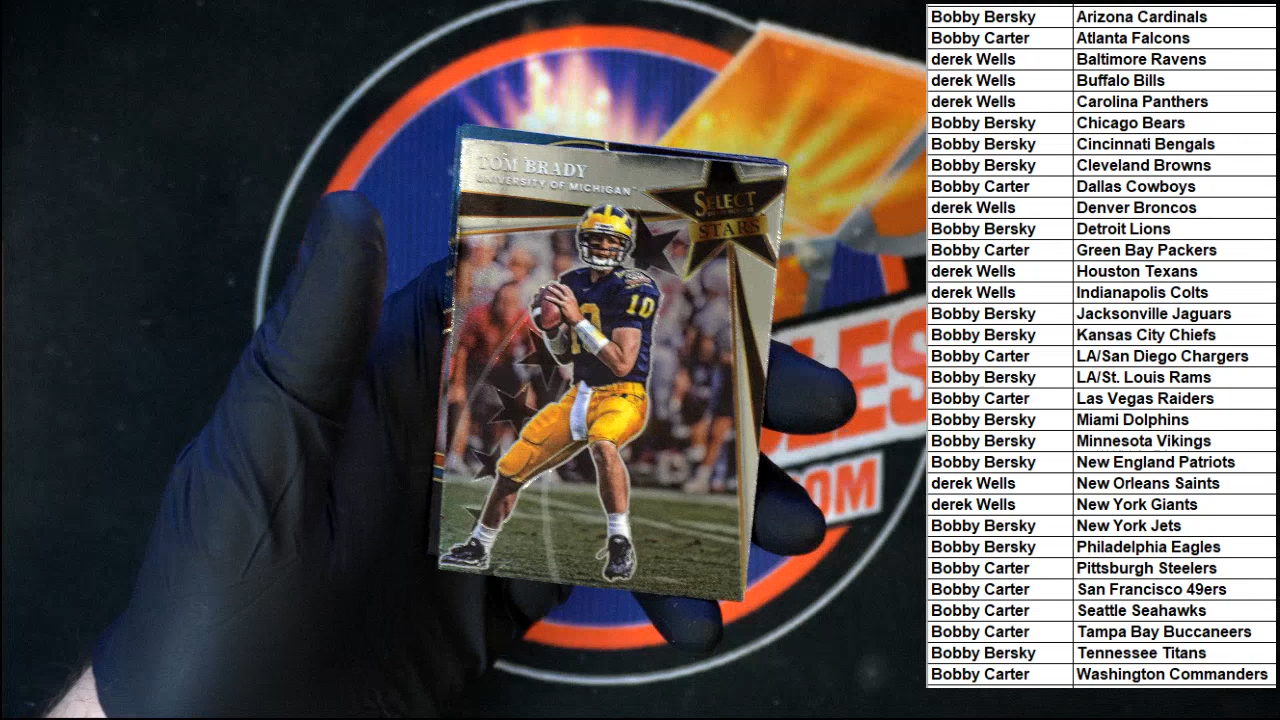 TOM BRADY
UNIVERSITY OF MICHIGAN
SELECT
STARS
10
LES
OM
Bobby Bersky Arizona Cardinals
Bobby Carter Atlanta Falcons
derek Wells Baltimore Ravens
derek Wells Buffalo Bills
derek Wells Carolina Panthers
Bobby Bersky Chicago Bears
Bobby Bersky Cincinnati Bengals
Bobby Bersky Cleveland Browns
Bobby Carter Dallas Cowboys
derek Wells Denver Broncos
Bobby Bersky Detroit Lions
Bobby Carter Green Bay Packers
derek Wells Houston Texans
derek Wells Indianapolis Colts
Bobby Bersky Jacksonville Jaguars
Bobby Bersky Kansas City Chiefs
Bobby Carter LA/San Diego Chargers
Bobby Bersky LA/St. Louis Rams
Bobby Carter Las Vegas Raiders
Bobby Bersky Miami Dolphins
Bobby Bersky Minnesota Vikings
Bobby Bersky New England Patriots
derek Wells New Orleans Saints
derek Wells New York Giants
Bobby Bersky New York Jets
Bobby Bersky Philadelphia Eagles
Bobby Carter Pittsburgh Steelers
Bobby Carter San Francisco 49ers
Bobby Carter Seattle Seahawks
Bobby Carter Tampa Bay Buccaneers
Bobby Bersky Tennessee Titans
Bobby Carter Washington Commanders